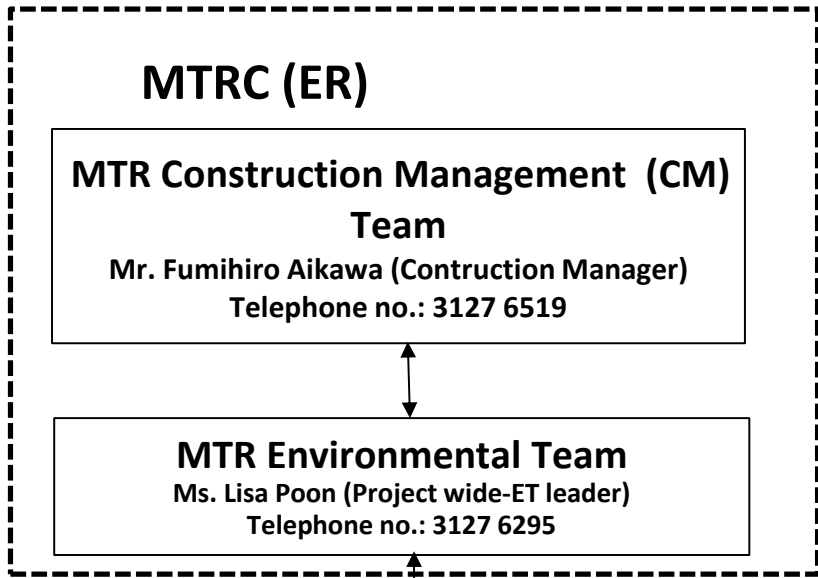 MTRC (ER)
MTR Construction Management (CM)
Team
Mr. Fumihiro Aikawa (Contruction Manager)
Telephone no.: 3127 6519
MTR Environmental Team
Ms. Lisa Poon (Project wide-ET leader)
Telephone no.: 3127 6295